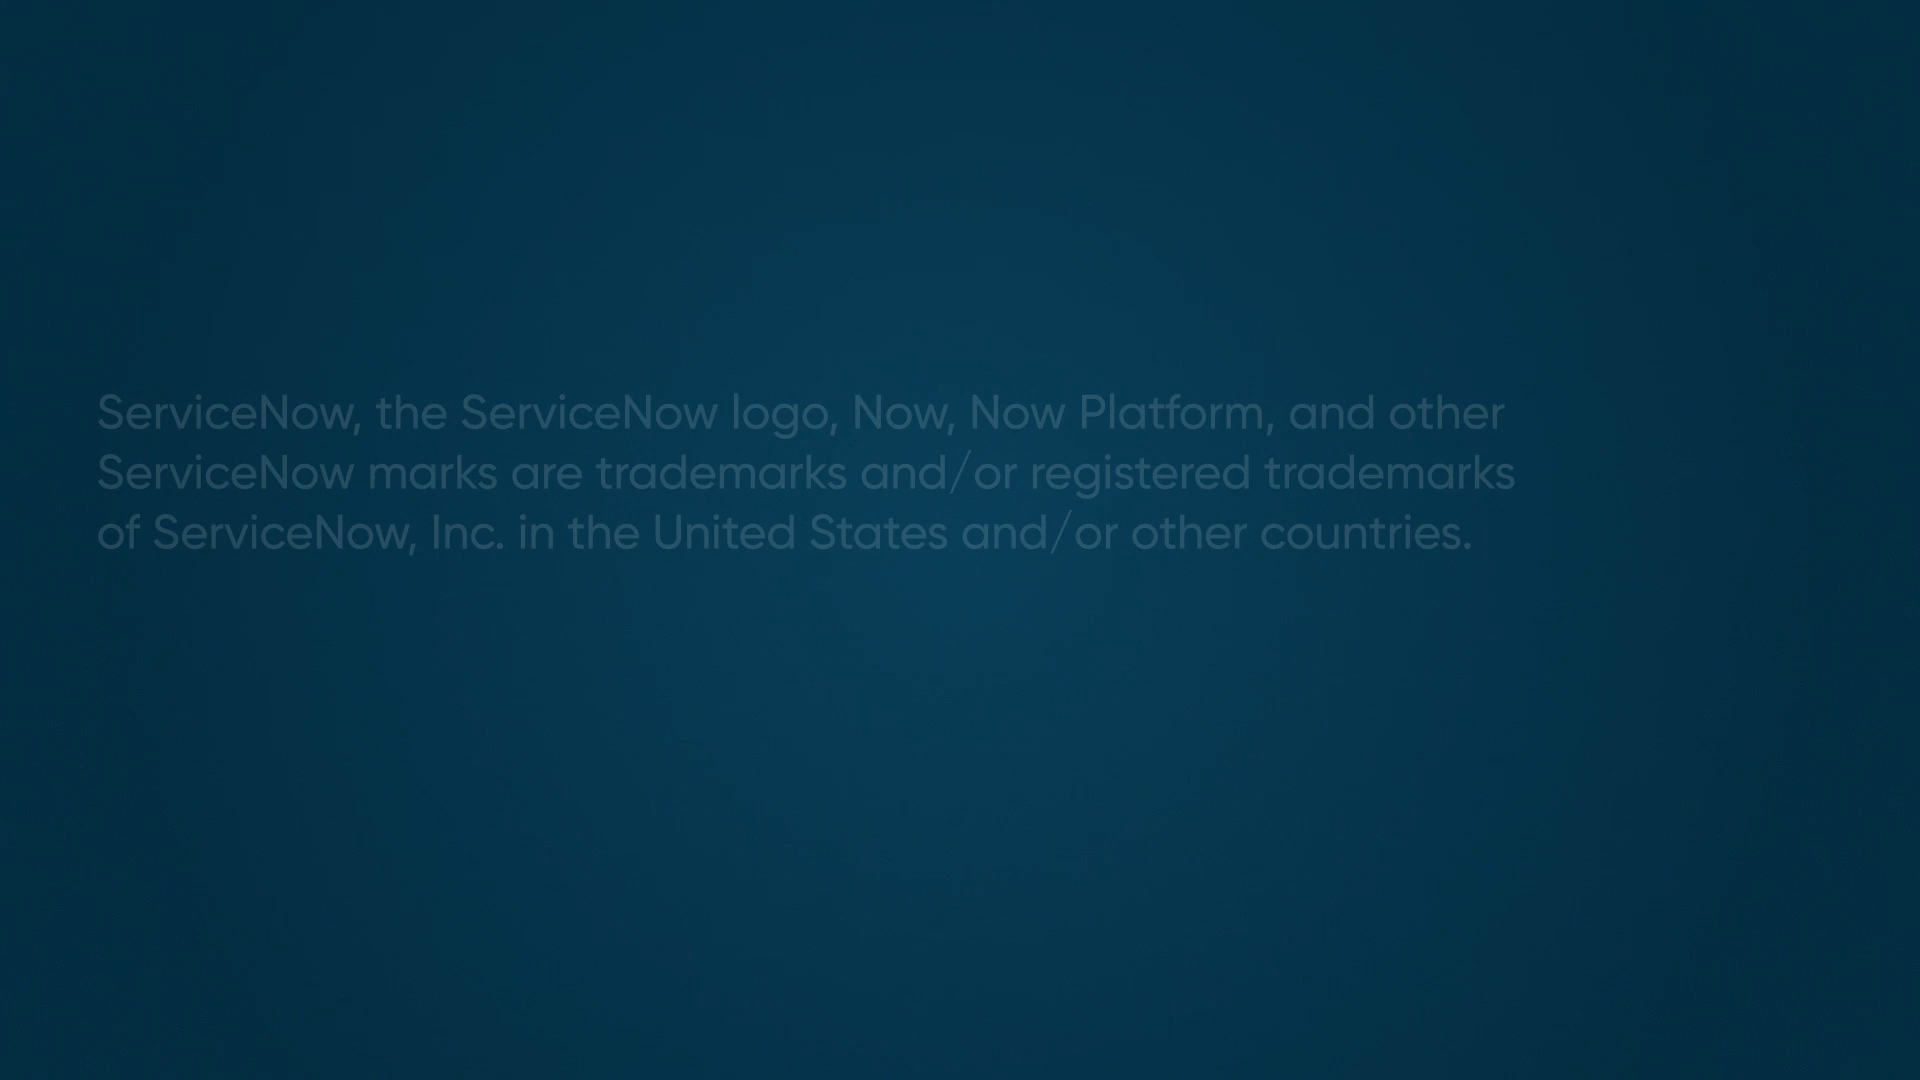 ServiceNow, the ServiceNow logo, Now, Now Platform, and other
ServiceNow marks are trademarks and/or registered trademarks
of ServiceNow, Inc. in the United States and/or other countries.